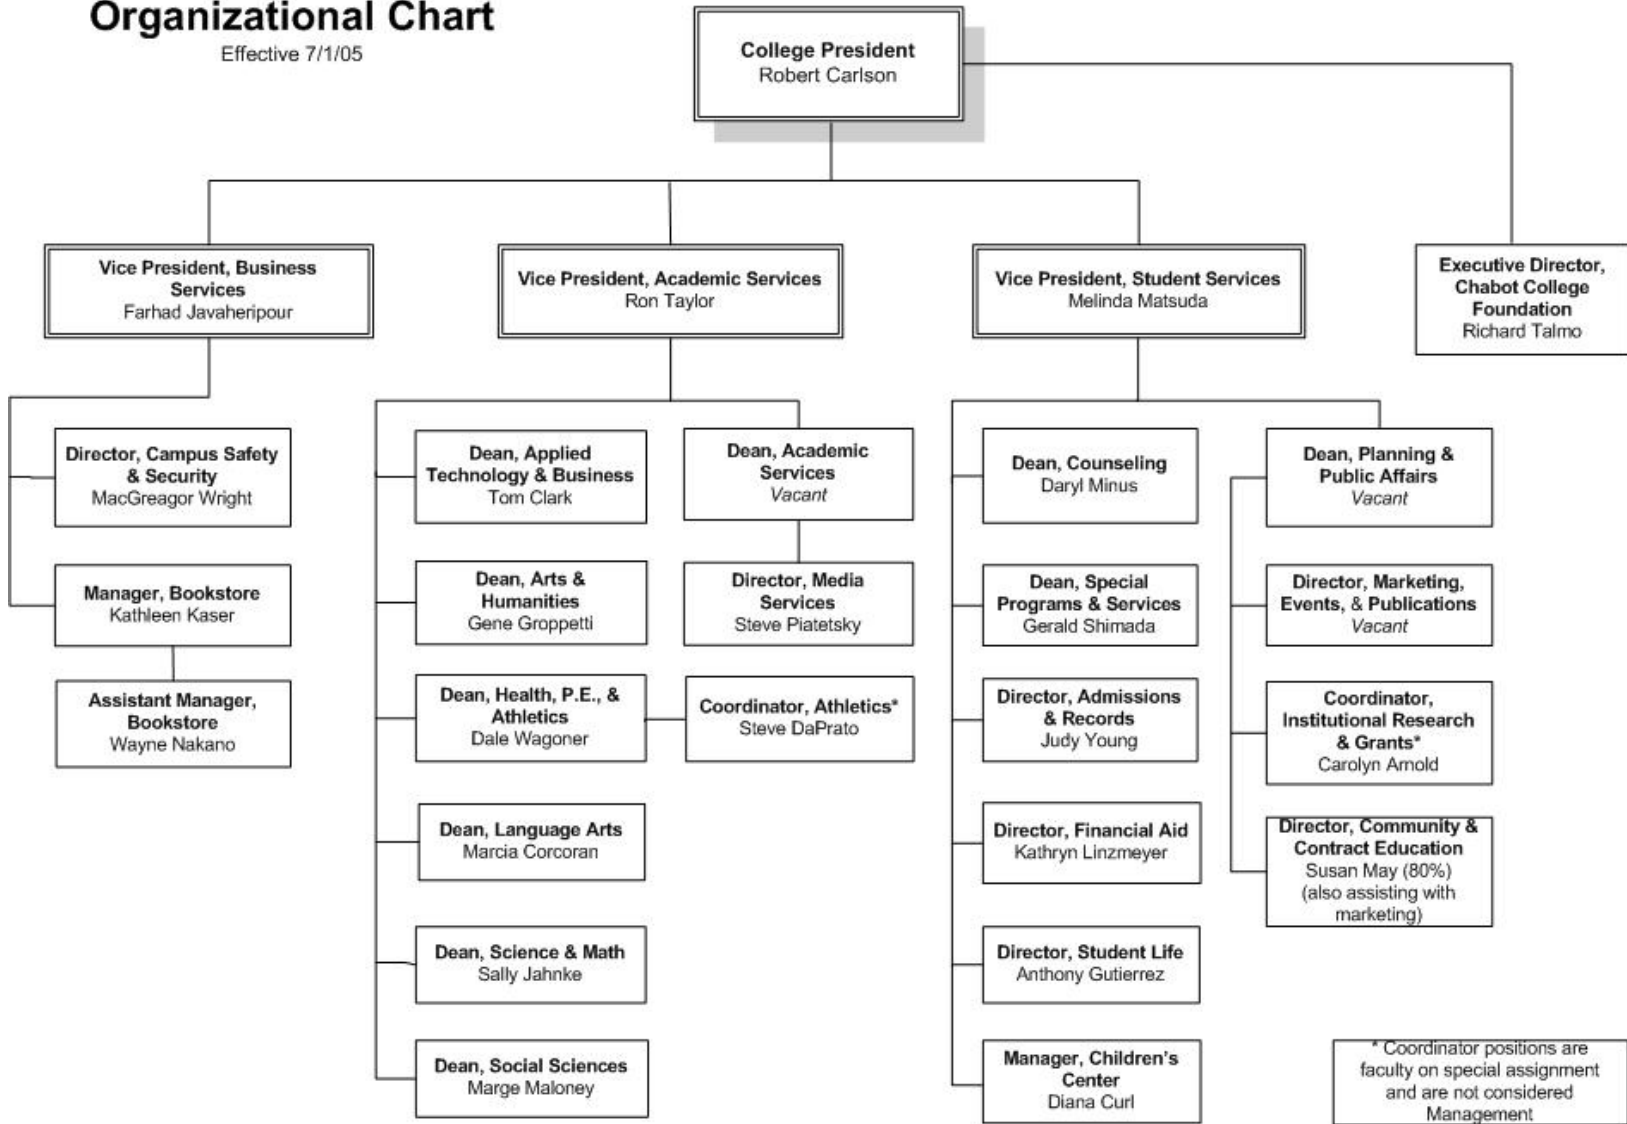 Organizational Chart
Effective 7/1/05
College President
Robert Carlson
Vice President, Business
Services
Farhad Javaheripour
Vice President, Academic Services
Ron Taylor
Vice President, Student Services
Melinda Matsuda
Executive Director,
Chabot College
Foundation
Richard Talmo
Director, Campus Safety
& Security
MacGreagor Wright
Manager, Bookstore
Kathleen Kaser
Assistant Manager,
Bookstore
Wayne Nakano
Dean, Applied
Technology & Business
Tom Clark
Dean, Arts &
Humanities
Gene Groppetti
Dean, Health, P.E., &
Athletics
Dale Wagoner
Dean, Language Arts
Marcia Corcoran
Dean, Science & Math
Sally Jahnke
Dean, Social Sciences
Marge Maloney
Dean, Academic
Services
Vacant
Director, Media
Services
Steve Piatetsky
Coordinator, Athletics*
Steve DaPrato
Dean, Counseling
Daryl Minus
Dean, Special
Programs & Services
Gerald Shimada
Director, Admissions
& Records
Judy Young
Director, Financial Aid
Kathryn Linzmeyer
Director, Student Life
Anthony Gutierrez
Manager, Children's
Center
Diana Curl
Dean, Planning &
Public Affairs
Vacant
Director, Marketing,
Events, & Publications
Vacant
Coordinator,
Institutional Research
& Grants*
Carolyn Arnold
Director, Community &
Contract Education
Susan May (80%)
(also assisting with
marketing)
* Coordinator positions are
faculty on special assignment
and are not considered
Management